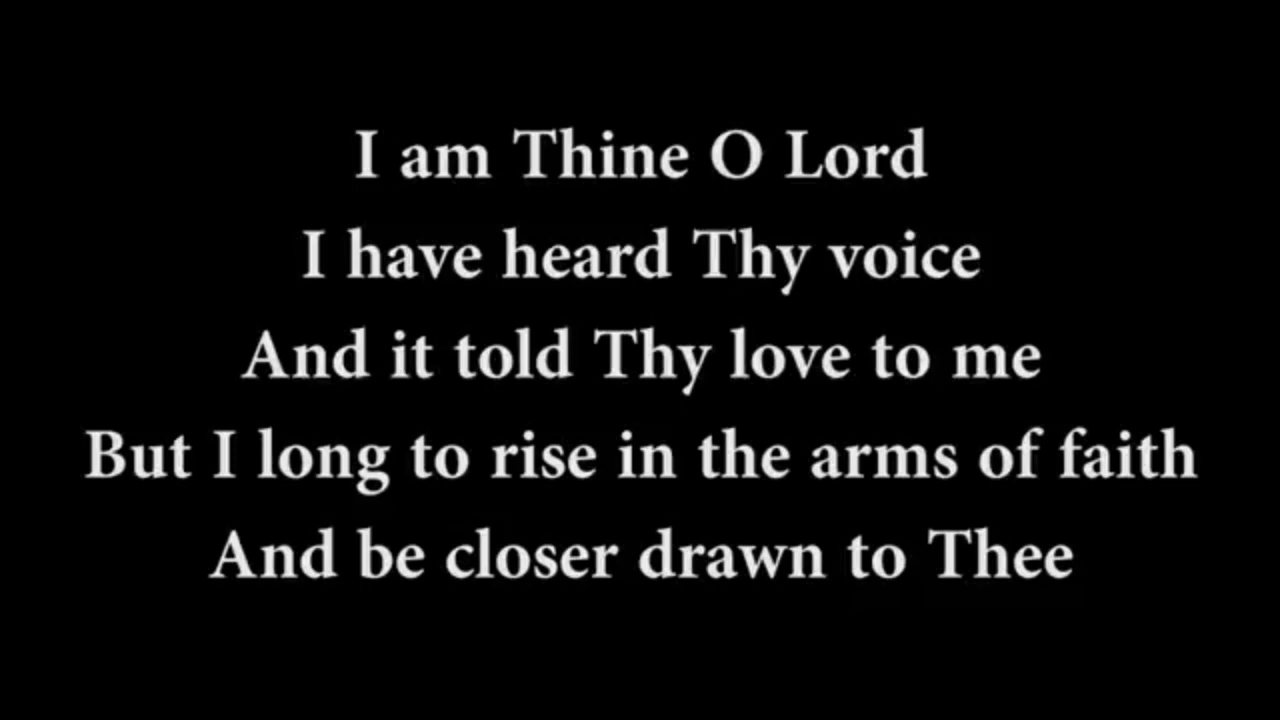 I am Thine O Lord
I have heard Thy voice
And it told Thy love to me
But I long to rise in the arms of faith
And be closer drawn to Thee